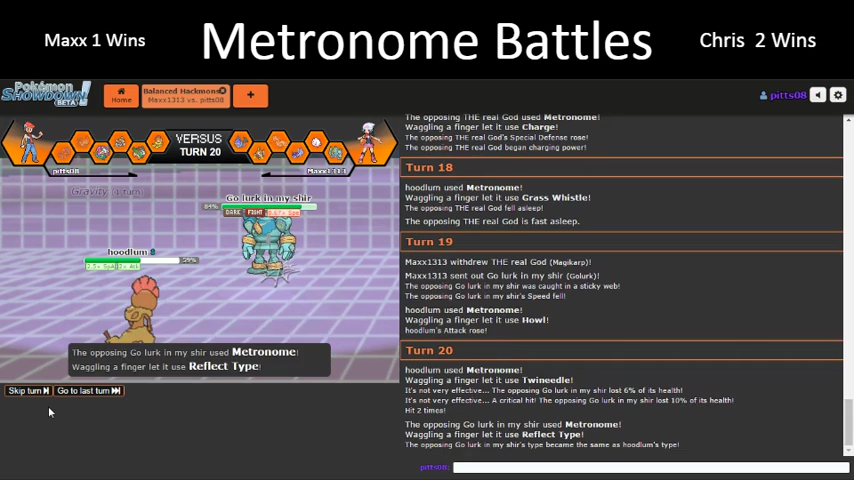 Maxx 1 Wins
Metronome Battles
Chris 2 Wins
Pokémon
SHOWDOWN!
BETA
Home
Balanced Hackmons
Maxx1313 vs. pitts08
+
pitts08
VERSUS
TURN 20
pitts08
Maxx1313
Gravity
Go lurk in my shir
84%
DARK FIGHT
hoodlum
59%
The opposing Go lurk in my shir used Metronome!
Waggling a finger let it use Reflect Type!
Skip turn
Go to last turn
The opposing THE real God used Metronome!
Waggling a finger let it use Charge!
The opposing THE real God's Special Defense rose!
The opposing THE real God began charging power!
Turn 18
hoodlum used Metronome!
Waggling a finger let it use Grass Whistle!
The opposing THE real God fell asleep!
The opposing THE real God is fast asleep.
Turn 19
Maxx1313 withdrew THE real God (Magikarp)!
Maxx1313 sent out Go lurk in my shir (Golurk)!
The opposing Go lurk in my shir was caught in a sticky web!
The opposing Go lurk in my shir's Speed fell!
hoodlum used Metronome!
Waggling a finger let it use Howl!
hoodlum's Attack rose!
Turn 20
hoodlum used Metronome!
Waggling a finger let it use Twineedle!
It's not very effective... The opposing Go lurk in my shir lost 6% of its health!
It's not very effective... A critical hit! The opposing Go lurk in my shir lost 10% of its health!
Hit 2 times!
The opposing Go lurk in my shir used Metronome!
Waggling a finger let it use Reflect Type!
The opposing Go lurk in my shir's type became the same as hoodlum's type!
pitts08: